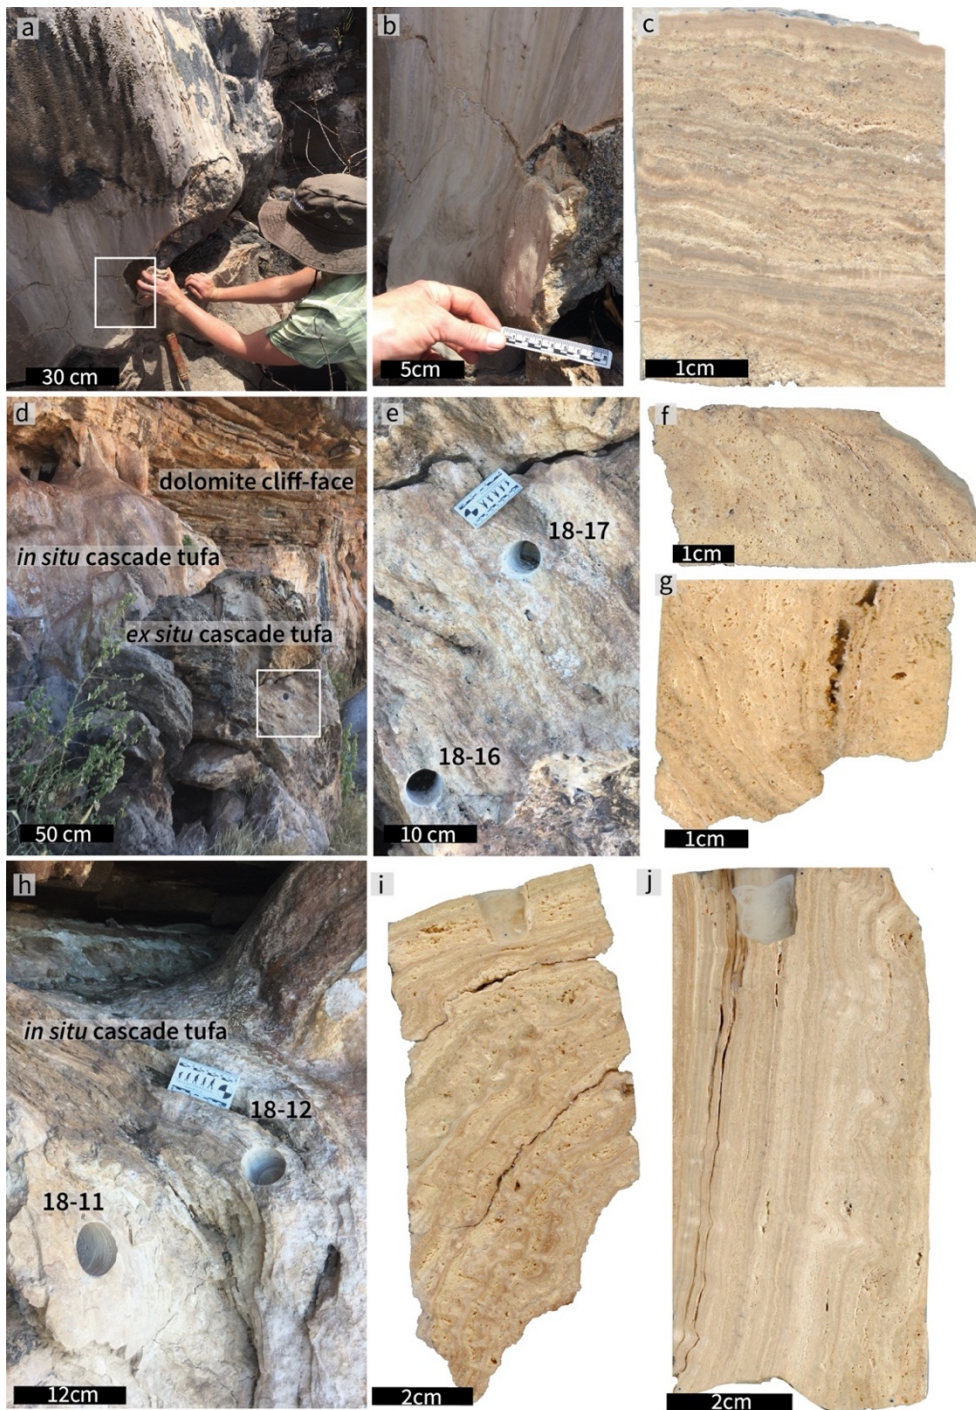 a
30 cm
b
5cm
c
1cm
d
dolomite cliff-face
in situ cascade tufa
ex situ cascade tufa
50 cm
e
18-17
18-16
10 cm
f
1cm
g
1cm
h
in situ cascade tufa
18-12
18-11
12cm
i
2cm
j
2cm